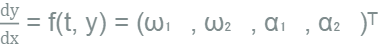 dy/dx = f(t, y) = (ω₁ , ω₂ , α₁ , α₂ )ᵀ